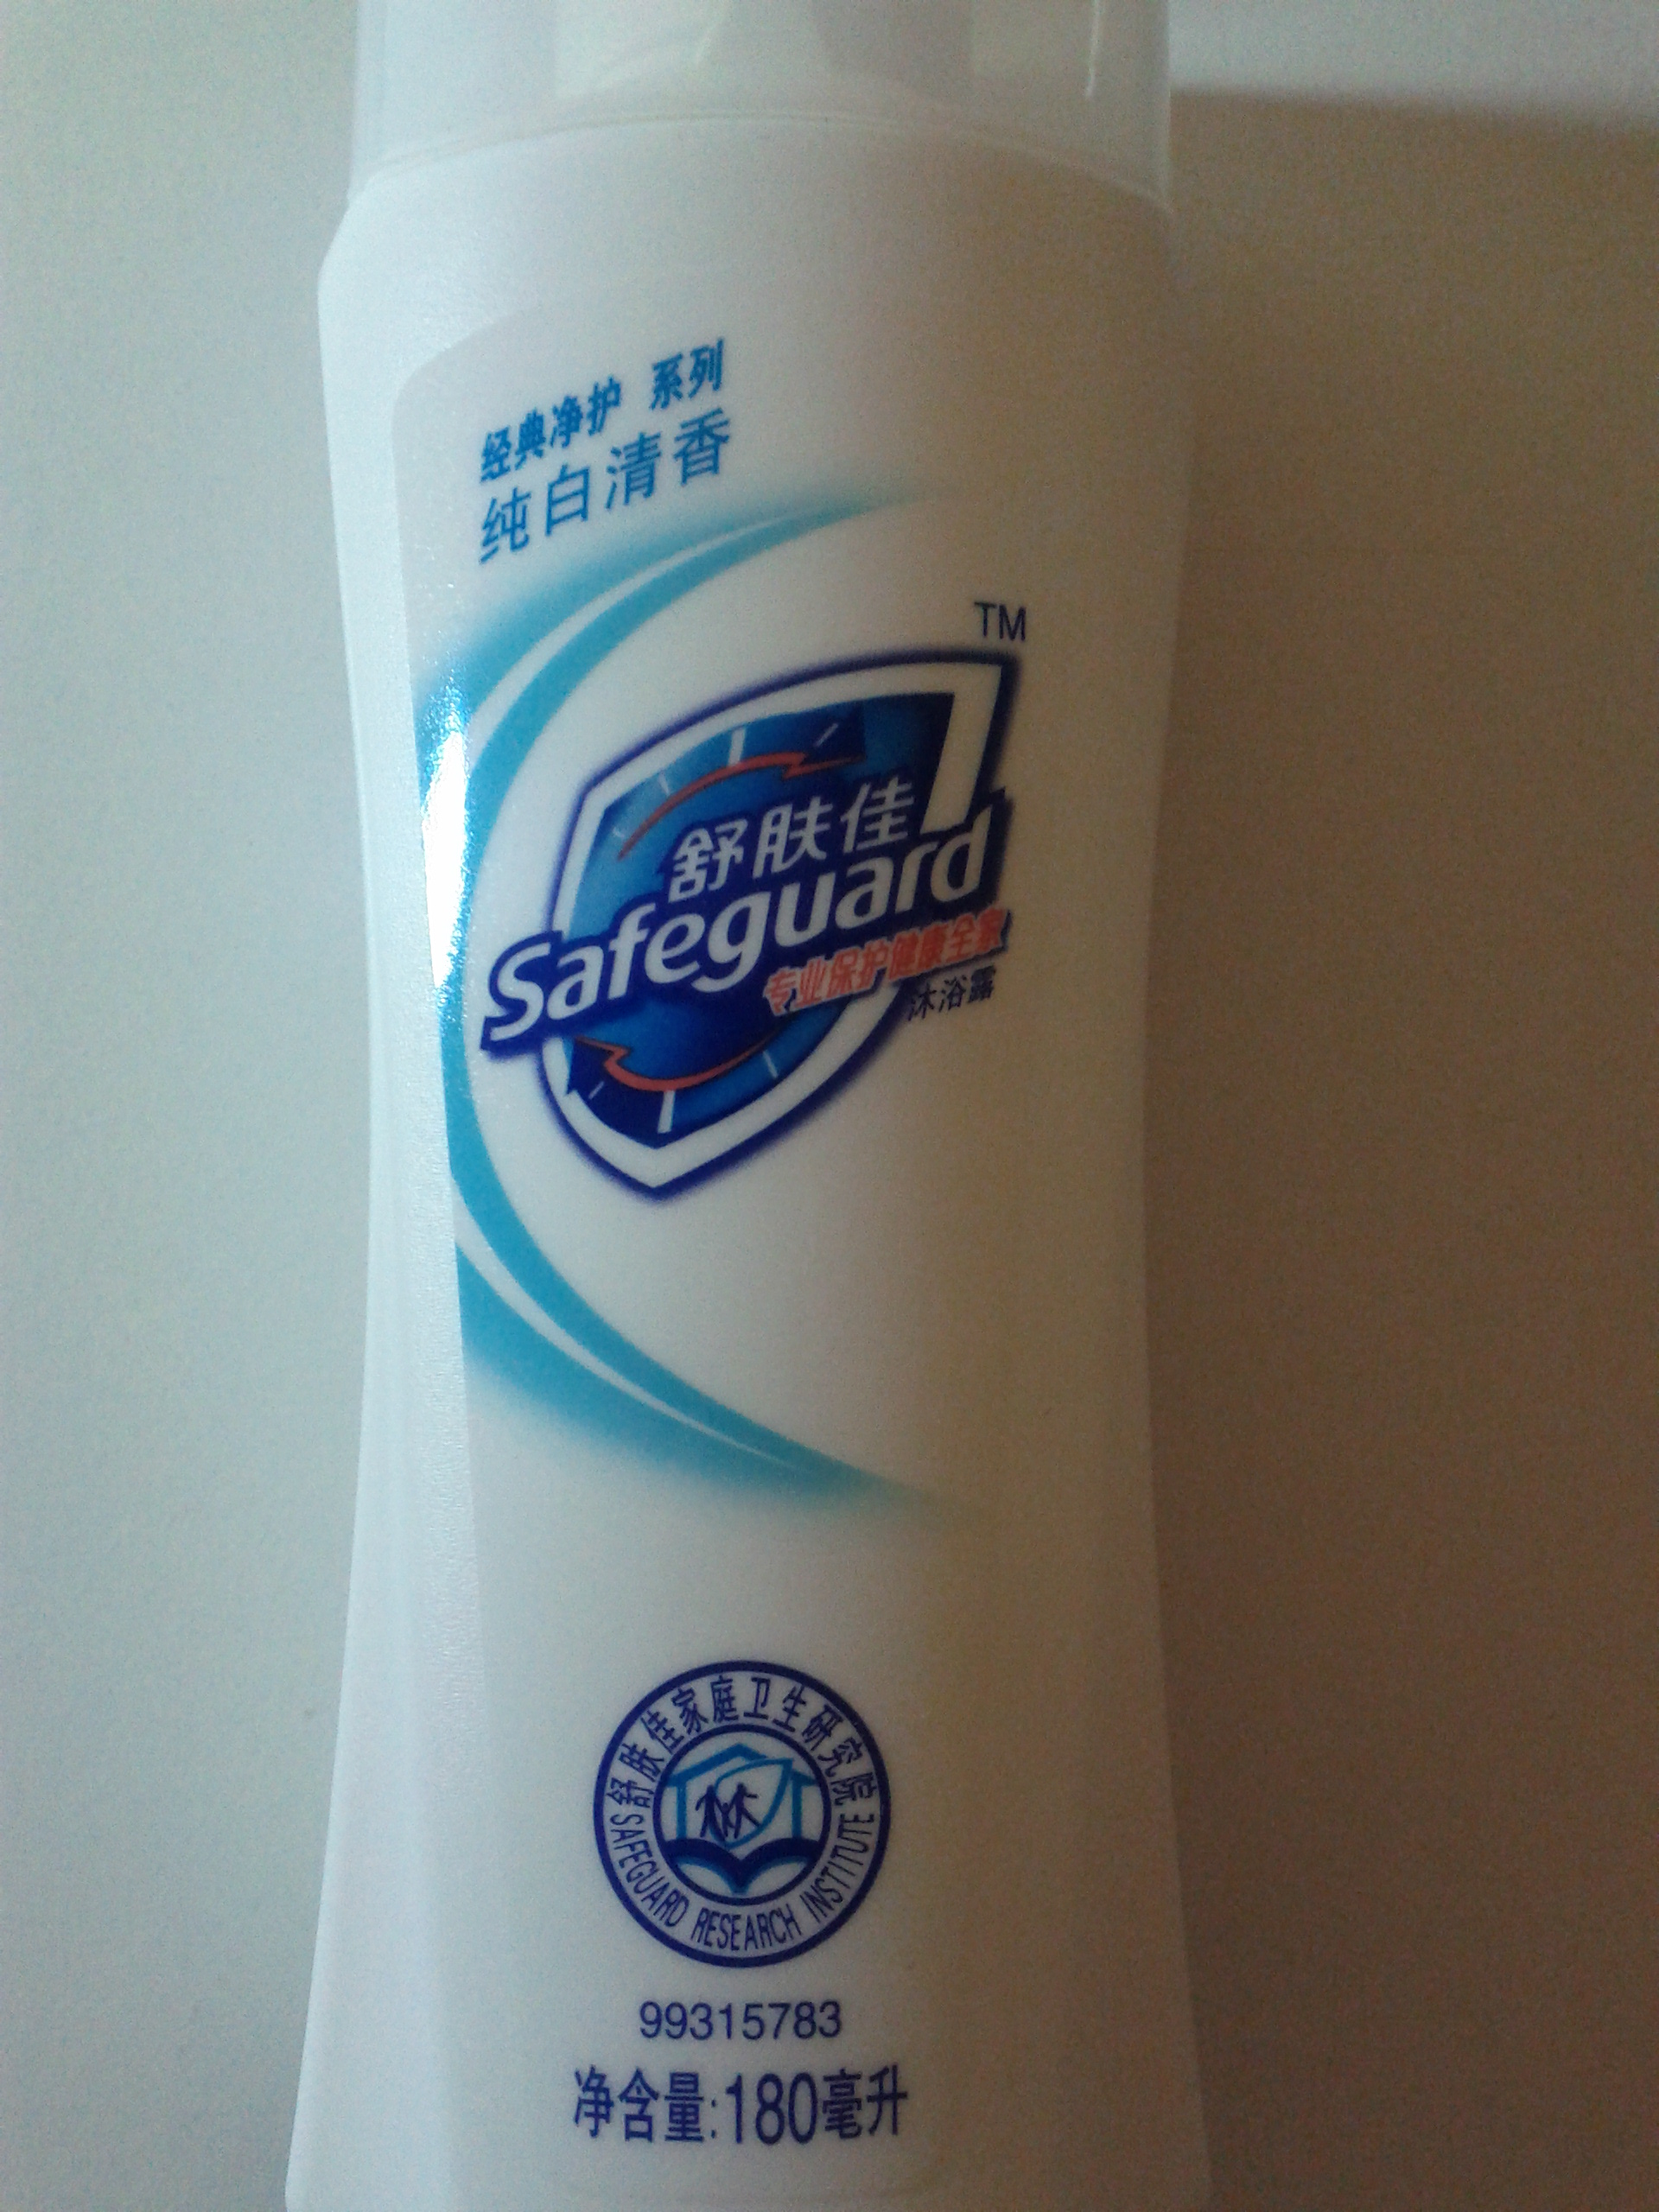 经典净护 系列
纯白清香
TM
舒肤佳
Safeguard
专业保护健康全家
沐浴露
舒肤佳家庭卫生研究院
SAFEGUARD RESEARCH INSTITUTE
99315783
净含量:180毫升